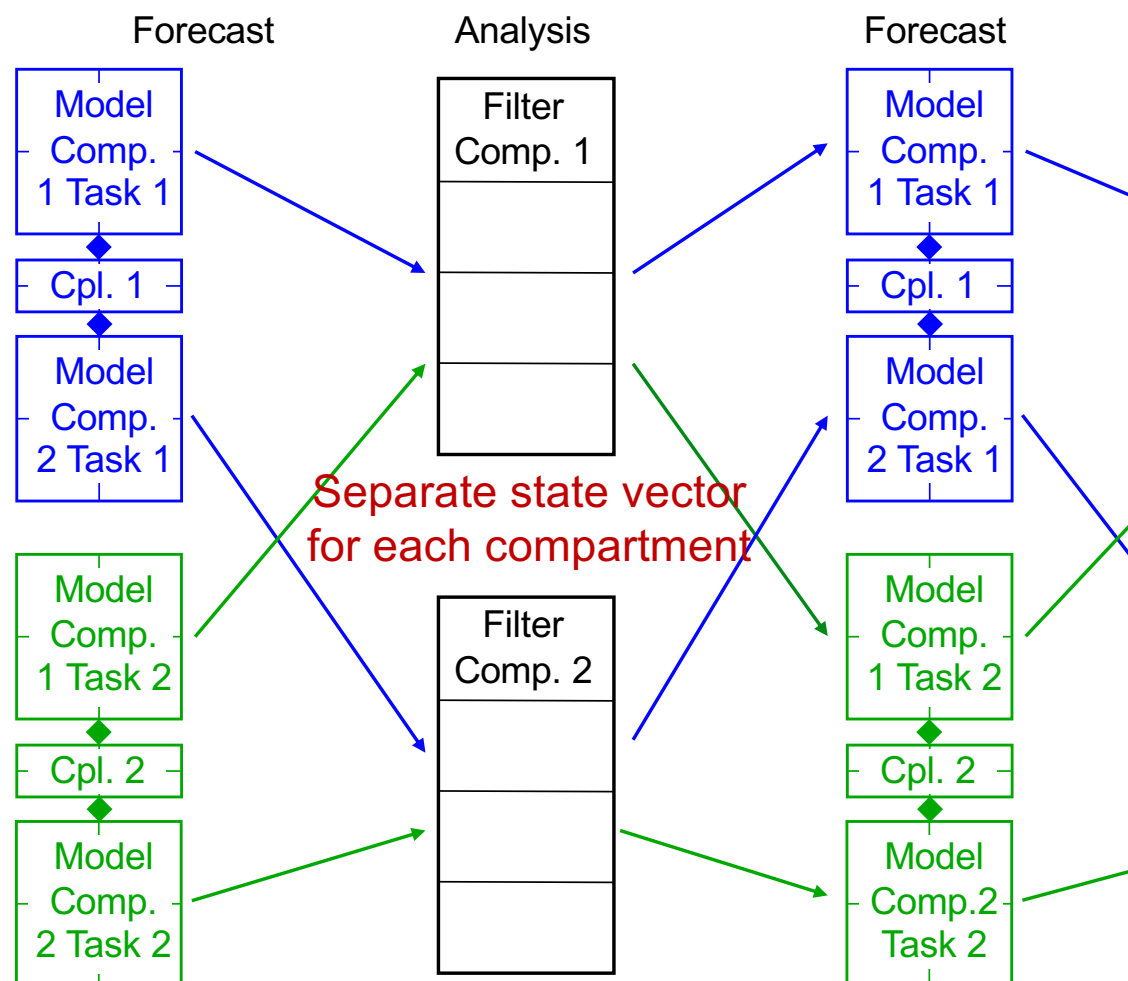 Forecast
Analysis
Forecast
Model
Comp.
1 Task 1
Cpl. 1
Model
Comp.
2 Task 1
Model
Comp.
1 Task 2
Cpl. 2
Model
Comp.
2 Task 2
Filter
Comp. 1
Separate state vector
for each compartment
Filter
Comp. 2
Model
Comp.
1 Task 1
Cpl. 1
Model
Comp.
2 Task 1
Model
Comp.
1 Task 2
Cpl. 2
Model
Comp.2
Task 2